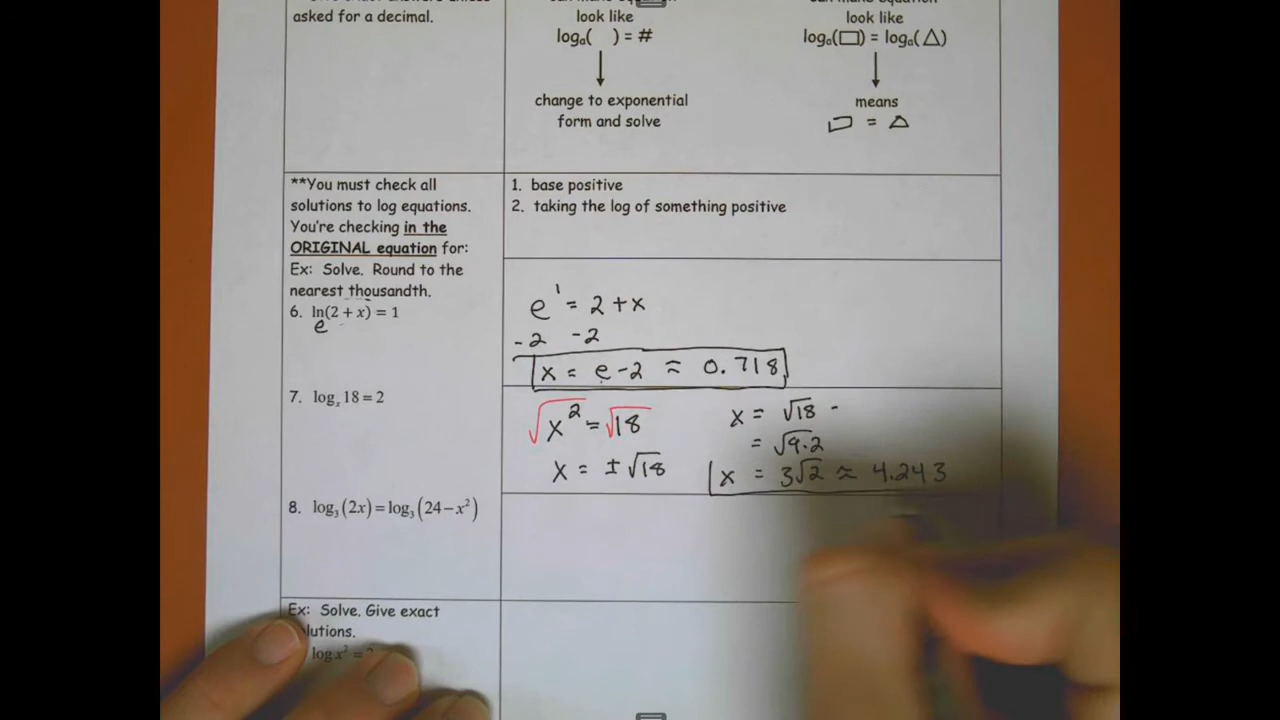 asked for a decimal.
look like
logₐ( ) = #
change to exponential
form and solve
look like
logₐ(▭) = logₐ(△)
means
▭ = △
**You must check all
solutions to log equations.
You're checking in the
ORIGINAL equation for:
1. base positive
2. taking the log of something positive
Ex: Solve. Round to the
nearest thousandth.
6. ln(2 + x) = 1
e
e¹ = 2 + x
-2 -2
x = e - 2 ≈ 0.718
7. logₓ 18 = 2
√x² = √18
x = ± √18
x = √18
= √9·2
x = 3√2 ≈ 4.243
8. log₃(2x) = log₃(24 − x²)
Ex: Solve. Give exact
log x² =